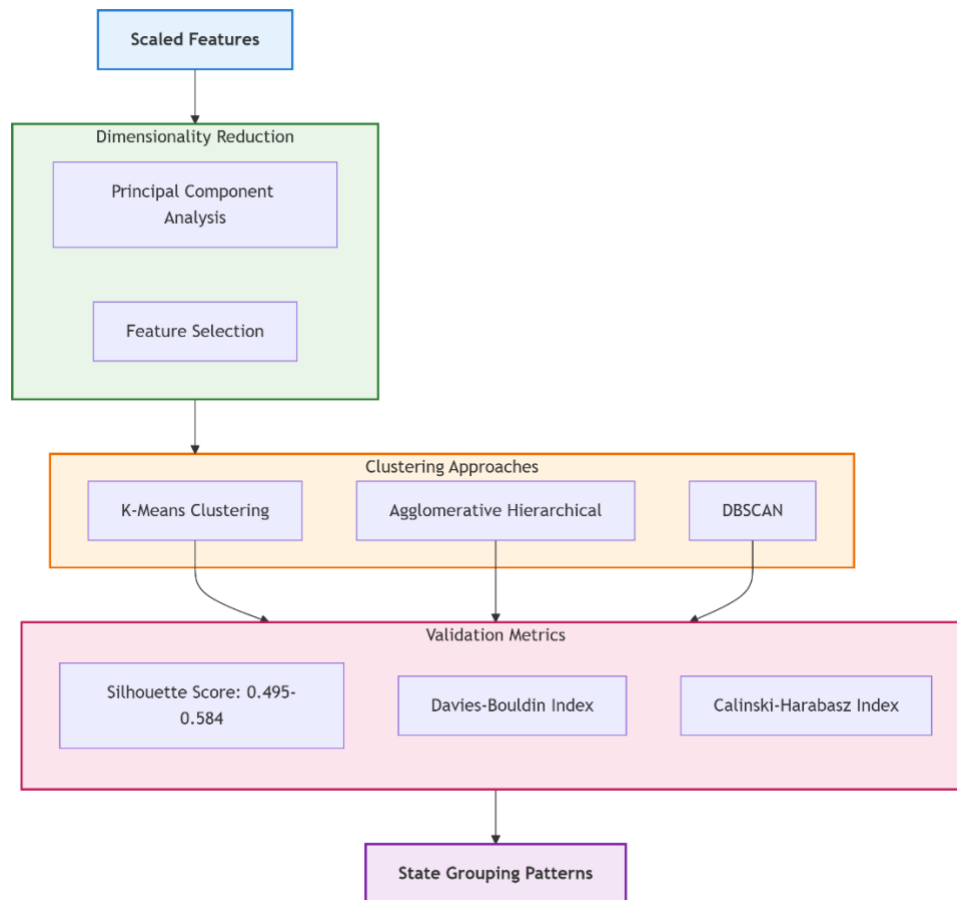 Scaled Features
Dimensionality Reduction
Principal Component
Analysis
Feature Selection
Clustering Approaches
K-Means Clustering
Agglomerative Hierarchical
DBSCAN
Validation Metrics
Silhouette Score: 0.495-
0.584
Davies-Bouldin Index
Calinski-Harabasz Index
State Grouping Patterns